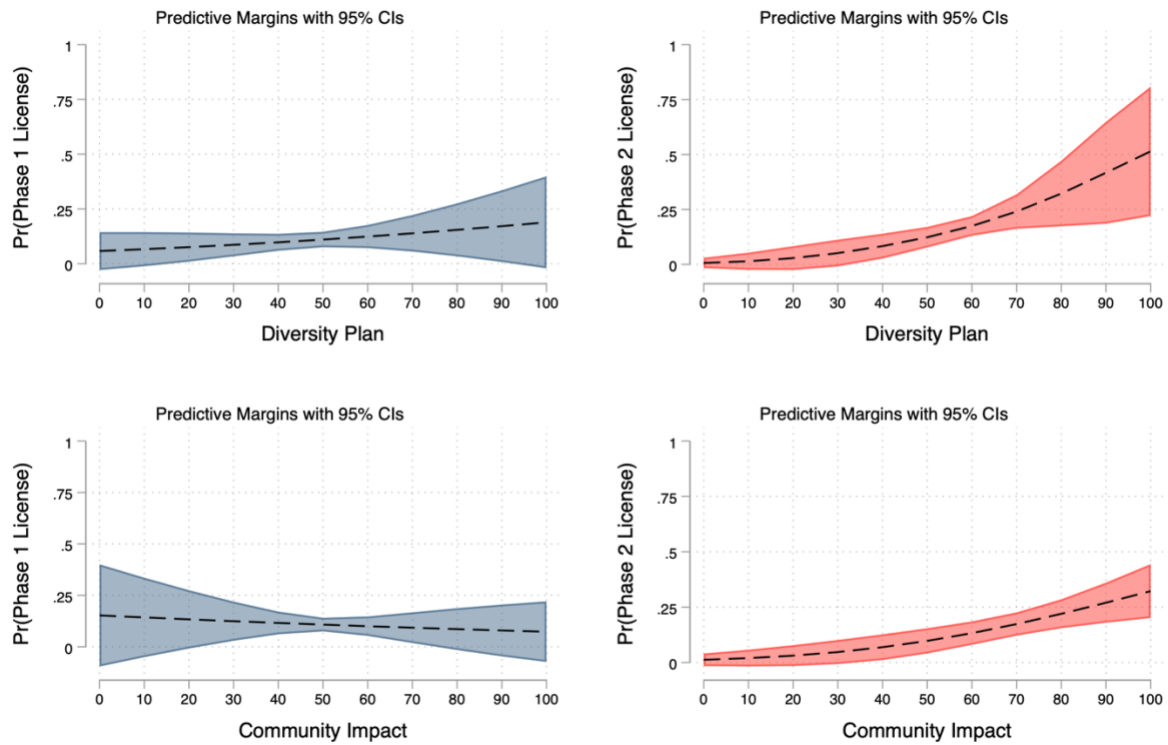 Predictive Margins with 95% CIs
Pr(Phase 1 License)
1
.75
.5
.25
0
0 10 20 30 40 50 60 70 80 90 100
Diversity Plan
Predictive Margins with 95% CIs
Pr(Phase 2 License)
1
.75
.5
.25
0
0 10 20 30 40 50 60 70 80 90 100
Diversity Plan
Predictive Margins with 95% CIs
Pr(Phase 1 License)
1
.75
.5
.25
0
0 10 20 30 40 50 60 70 80 90 100
Community Impact
Predictive Margins with 95% CIs
Pr(Phase 2 License)
1
.75
.5
.25
0
0 10 20 30 40 50 60 70 80 90 100
Community Impact